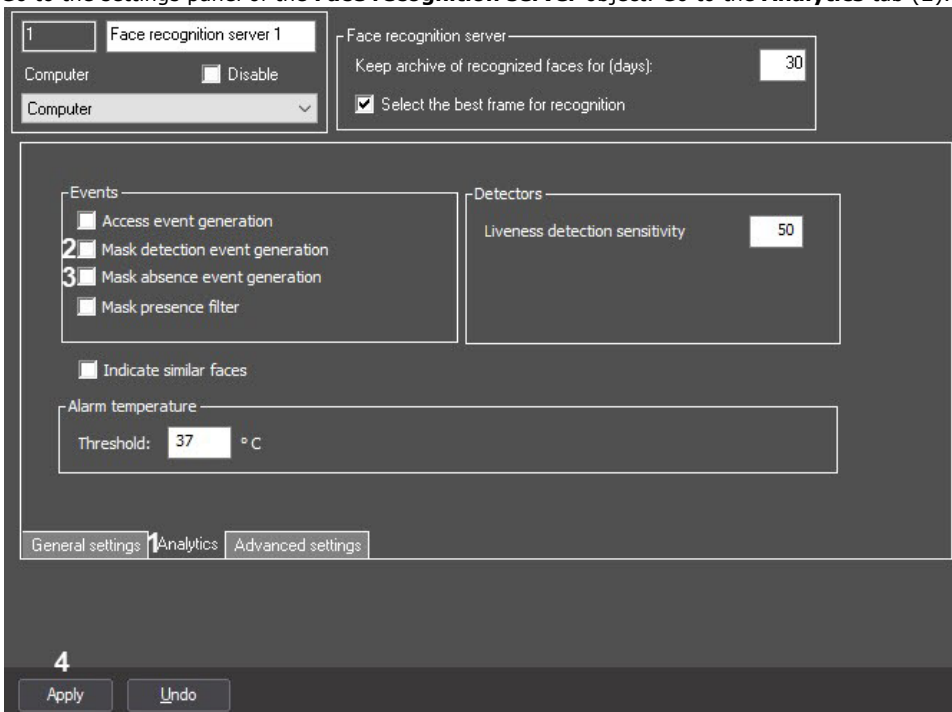 Go to the settings panel of the Face recognition server object. Go to the Analytics tab (1).
1
Face recognition server 1
Computer
Disable
Computer
Face recognition server
Keep archive of recognized faces for (days):
30
Select the best frame for recognition
Events
Access event generation
2 Mask detection event generation
3 Mask absence event generation
Mask presence filter
Detectors
Liveness detection sensitivity
50
Indicate similar faces
Alarm temperature
Threshold: 37 °C
General settings 1 Analytics Advanced settings
4
Apply Undo